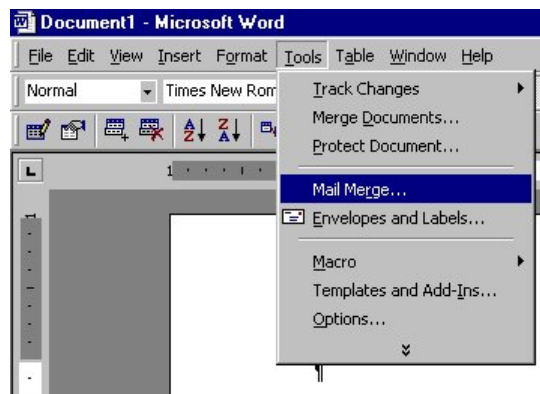 Document1 - Microsoft Word
File Edit View Insert Format Tools Table Window Help
Normal Times New Rom
Track Changes
Merge Documents...
Protect Document...
Mail Merge...
Envelopes and Labels...
Macro
Templates and Add-Ins...
Options...